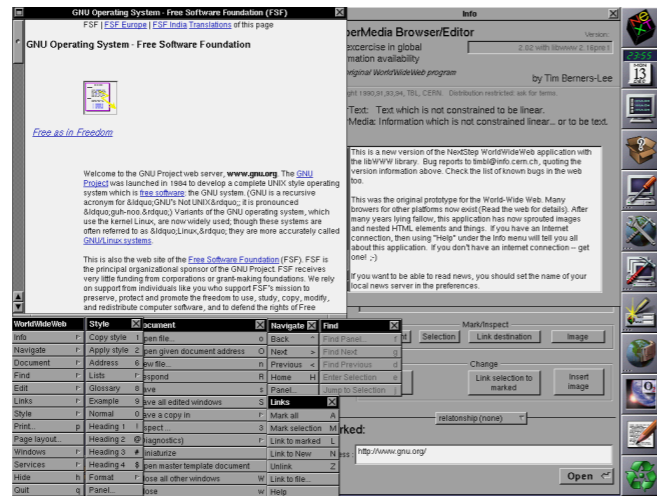 GNU Operating System - Free Software Foundation (FSF)
FSF | FSF Europe | FSF India Translations of this page
GNU Operating System - Free Software Foundation
Free as in Freedom
Welcome to the GNU Project web server, www.gnu.org. The GNU
Project was launched in 1984 to develop a complete UNIX style operating
system which is free software: the GNU system. (GNU is a recursive
acronym for &ldquo;GNU's Not UNIX&rdquo;; it is pronounced
&ldquo;guh-noo.&rdquo;) Variants of the GNU operating system, which
use the kernel Linux, are now widely used; though these systems are
often referred to as &ldquo;Linux,&rdquo; they are more accurately called
GNU/Linux systems.
This is also the web site of the Free Software Foundation (FSF). FSF is
the principal organizational sponsor of the GNU Project. FSF receives
very little funding from corporations or grant-making foundations. We rely
on support from individuals like you who support FSF's mission to
preserve, protect and promote the freedom to use, study, copy, modify,
and redistribute computer software, and to defend the rights of Free
Info
perMedia Browser/Editor
Version:
excercise in global
2.02 with libwww 2.16pre1
rmation availability
original WorldWideWeb program
by Tim Berners-Lee
ght 1990,91,93,94, TBL, CERN. Distribution restricted: ask for terms.
rText: Text which is not constrained to be linear.
rMedia: Information which is not constrained linear... or to be text.
This is a new version of the NextStep WorldWideWeb application with
the libWWW library. Bug reports to timbl@info.cern.ch, quoting the
version information above. Check the list of known bugs in the web
too.
This was the original prototype for the World-Wide Web. Many
browsers for other platforms now exist (Read the web for details). After
many years lying fallow, this application has now sprouted images
and nested HTML elements and things. If you have an Internet
connection, then using "Help" under the Info menu will tell you all
about this application. If you don't have an internet connection -- get
one! ;-)
If you want to be able to read news, you should set the name of your
local news server in the preferences.
23:55
MON
13
DEC
WorldWideWeb
Info
Navigate
Document
Find
Edit
Links
Style
Print... p
Page layout...
Windows
Services
Hide h
Quit q
Style
Copy style 1
Apply style 2
Address 6
Lists
Glossary 8
Example 9
Normal 0
Heading 1 !
Heading 2 @
Heading 3 #
Heading 4 $
Format
Panel...
ocument
pen file... o
pen given document address O
ew file... n
espond R
ave s
ave all edited windows S
ave a copy in
nspect ... 3
Diagnostics)
iniaturize
pen master template document
lose all other windows W
lose w
Navigate
Back ^
Next >
Previous <
Home H
Panel...
Find
Find Panel... f
Find Next g
Find Previous d
Enter Selection e
Jump to Selection j
Links
Mark all A
Mark selection M
Link to marked L
Link to New N
Unlink Z
Link to file...
Help
Mark/Inspect
nt
Selection
Link destination
Image
Change
Link selection to
marked
Insert
image
relationship (none)
rked:
ess :
http://www.gnu.org/
Open